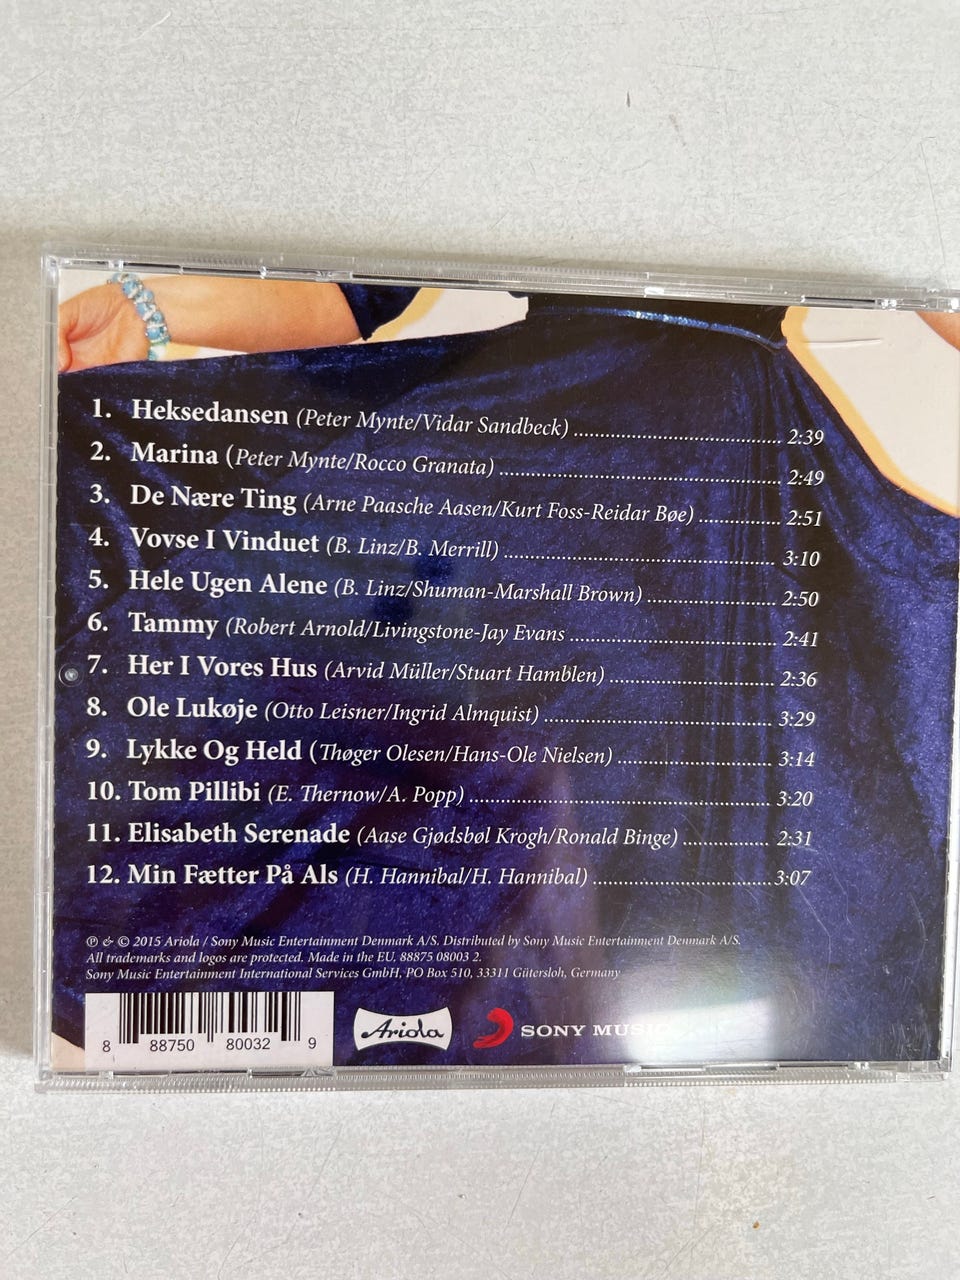 1. Heksedansen (Peter Mynte/Vidar Sandbeck) ................................ 2:39
2. Marina (Peter Mynte/Rocco Granata) ............................................ 2:49
3. De Nære Ting (Arne Paasche Aasen/Kurt Foss-Reidar Bøe) ............ 2:51
4. Vovse I Vinduet (B. Linz/B. Merrill) .......................................... 3:10
5. Hele Ugen Alene (B. Linz/Shuman-Marshall Brown) .................... 2:50
6. Tammy (Robert Arnold/Livingstone-Jay Evans ................................ 2:41
7. Her I Vores Hus (Arvid Müller/Stuart Hamblen) .......................... 2:36
8. Ole Lukøje (Otto Leisner/Ingrid Almquist) .................................... 3:29
9. Lykke Og Held (Thøger Olesen/Hans-Ole Nielsen) ........................ 3:14
10. Tom Pillibi (E. Thernow/A. Popp) ................................................ 3:20
11. Elisabeth Serenade (Aase Gjødsbøl Krogh/Ronald Binge) .............. 2:31
12. Min Fætter På Als (H. Hannibal/H. Hannibal) ............................ 3:07
℗ & © 2015 Ariola / Sony Music Entertainment Denmark A/S. Distributed by Sony Music Entertainment Denmark A/S.
All trademarks and logos are protected. Made in the EU. 88875 08003 2.
Sony Music Entertainment International Services GmbH, PO Box 510, 33311 Gütersloh, Germany
8 88750 80032 9
Ariola
SONY MUSIC